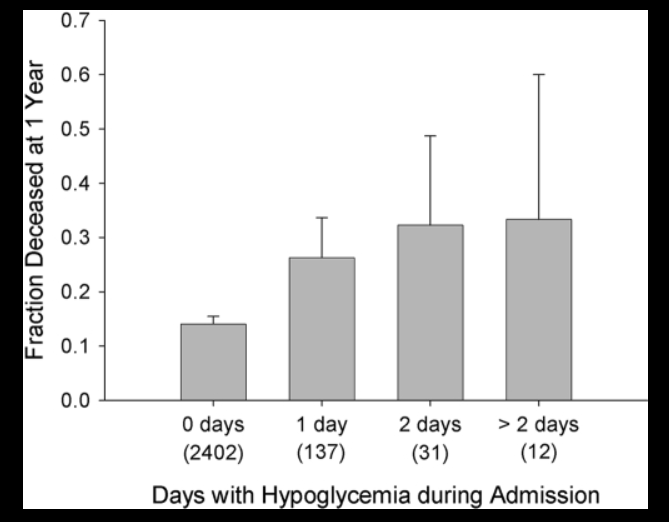 Fraction Deceased at 1 Year
0.7
0.6
0.5
0.4
0.3
0.2
0.1
0.0
0 days 1 day 2 days > 2 days
(2402) (137) (31) (12)
Days with Hypoglycemia during Admission